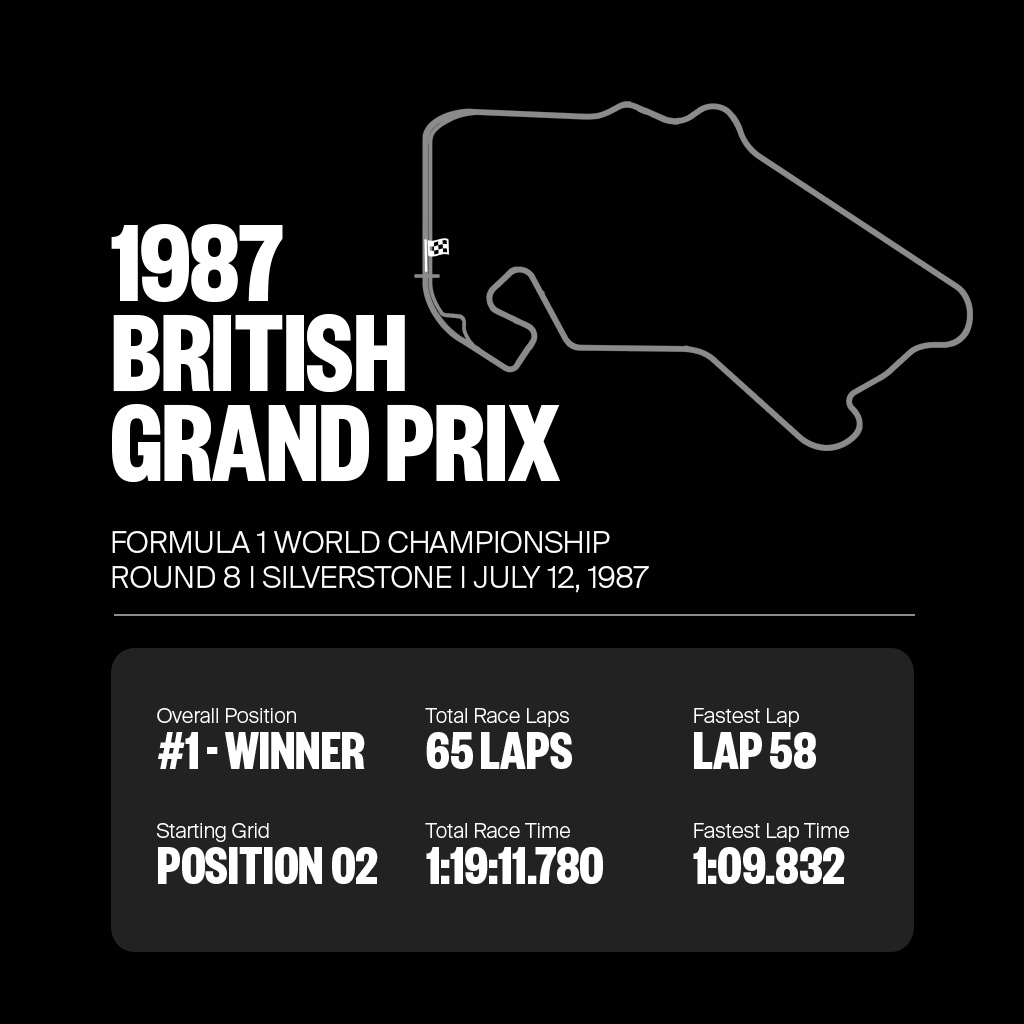 1987
BRITISH
GRAND PRIX
FORMULA 1 WORLD CHAMPIONSHIP
ROUND 8 | SILVERSTONE | JULY 12, 1987
Overall Position
#1 - WINNER
Total Race Laps
65 LAPS
Fastest Lap
LAP 58
Starting Grid
POSITION 02
Total Race Time
1:19:11.780
Fastest Lap Time
1:09.832